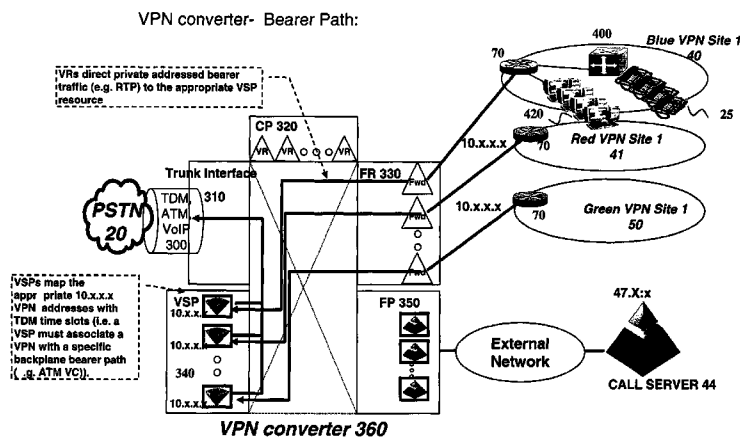 VPN converter- Bearer Path:
VRs direct private addressed bearer
traffic (e.g. RTP) to the appropriate VSP
resource
400
Blue VPN Site 1
40
70
25
420
70
Red VPN Site 1
41
10.x.x.x
10.x.x.x
70
Green VPN Site 1
50
CP 320
VR VR VR
Trunk Interface
FR 330
Fwd
Fwd
Fwd
PSTN
20
TDM,
ATM,
VoIP
300
310
VSPs map the
appr priate 10.x.x.x
VPN addresses with
TDM time slots (i.e. a
VSP must associate a
VPN with a specific
backplane bearer path
( .g. ATM VC)).
VSP
10.x.x.x
10.x.x.x
340
10.x.x.x
FP 350
External
Network
47.X:x
CALL SERVER 44
VPN converter 360